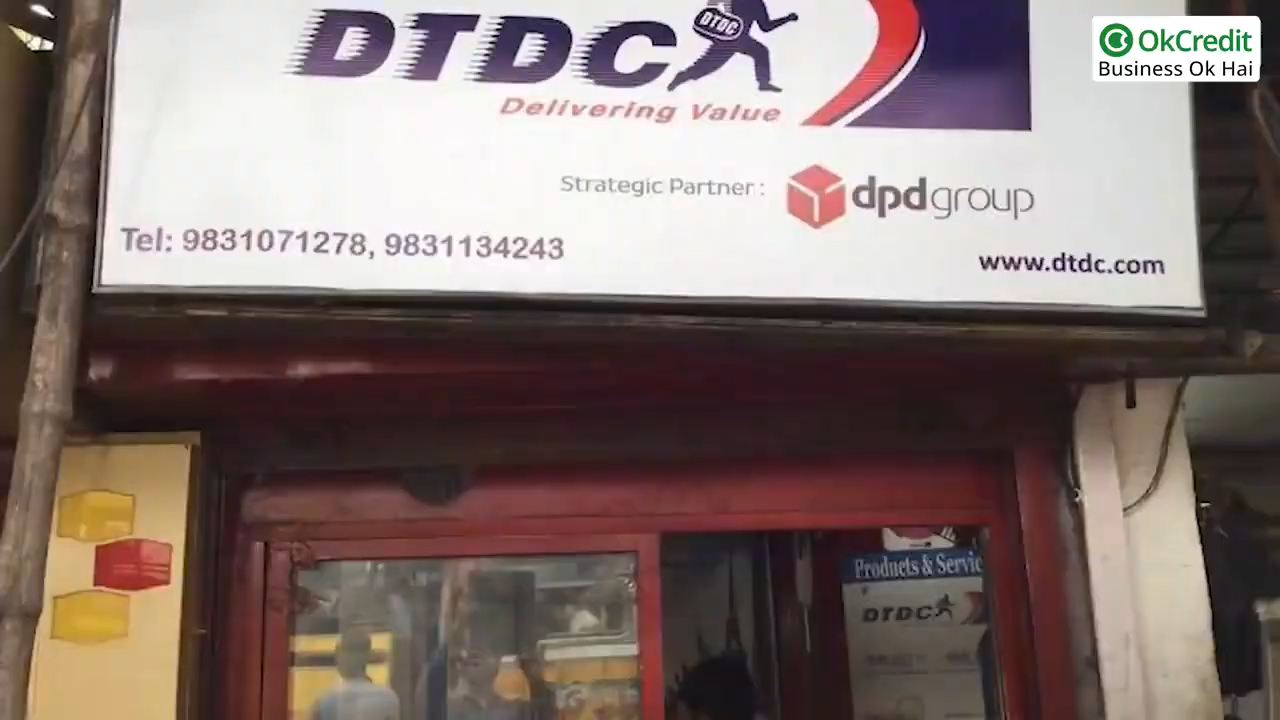 DTDC
DTDC
Delivering Value
Strategic Partner :
dpdgroup
Tel: 9831071278, 9831134243
www.dtdc.com
OkCredit
Business Ok Hai
Products & Servic
DTDC